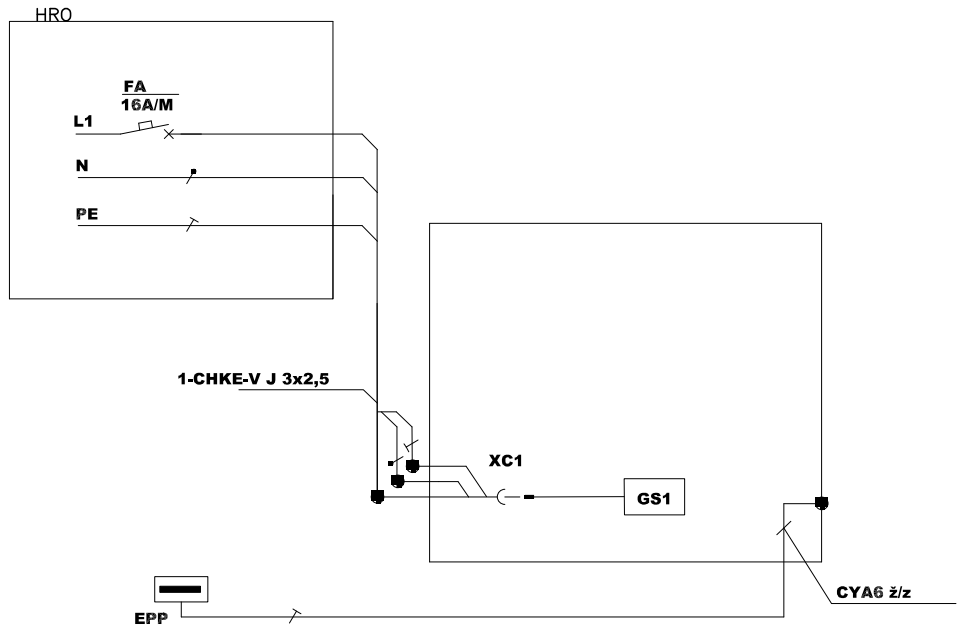 HRO
FA
16A/M
L1
N
PE
1-CHKE-V J 3x2,5
XC1
GS1
CYA6 ž/z
EPP